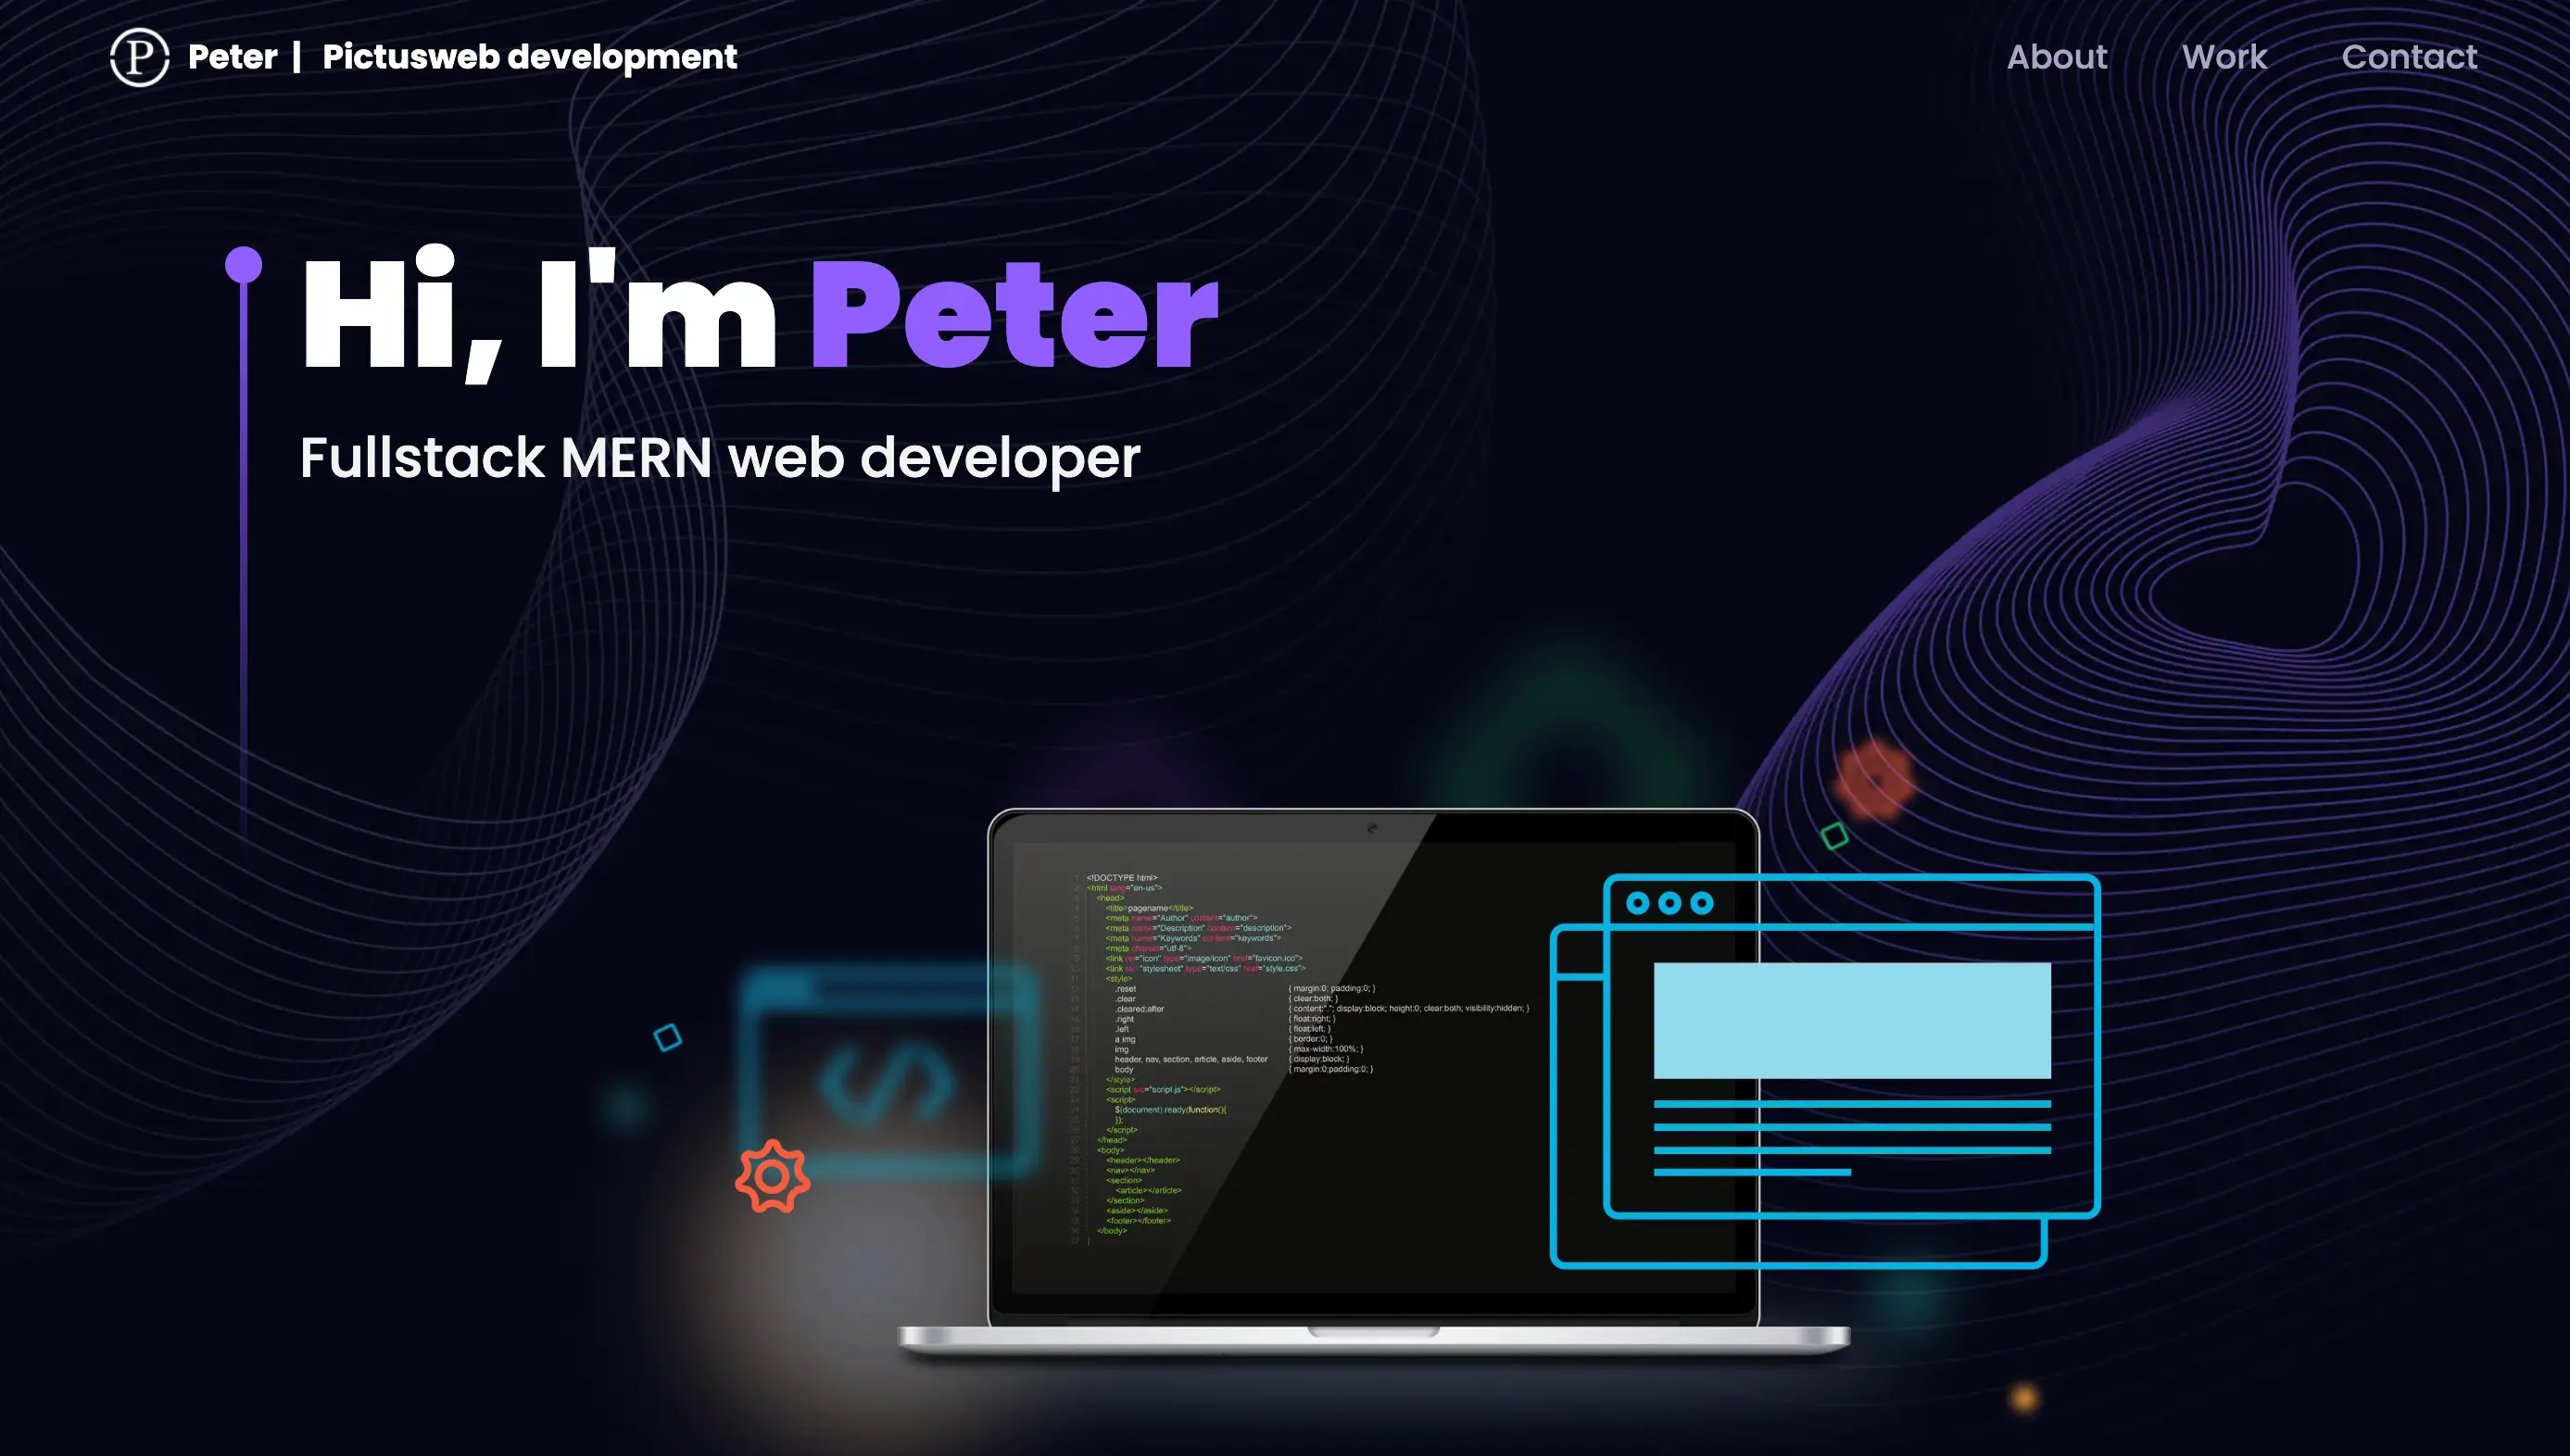 P Peter | Pictusweb development
About Work Contact
Hi, I'm Peter
Fullstack MERN web developer
<!DOCTYPE html>
<html lang="en-us">
<head>
<title>pagename</title>
<meta name="Author" content="author">
<meta name="Description" content="description">
<meta name="Keywords" content="keywords">
<meta charset="utf-8">
<link rel="icon" type="image/icon" href="favicon.ico">
<link rel="stylesheet" type="text/css" href="style.css">
<style>
.reset { margin:0; padding:0; }
.clear { clear:both; }
.cleared:after { content:"."; display:block; height:0; clear:both; visibility:hidden; }
.right { float:right; }
.left { float:left; }
a img { border:0; }
img { max-width:100%; }
header, nav, section, article, aside, footer { display:block; }
body { margin:0;padding:0; }
</style>
<script src="script.js"></script>
<script>
$(document).ready(function(){
});
</script>
</head>
<body>
<header></header>
<nav></nav>
<section>
<article></article>
</section>
<aside></aside>
<footer></footer>
</body>